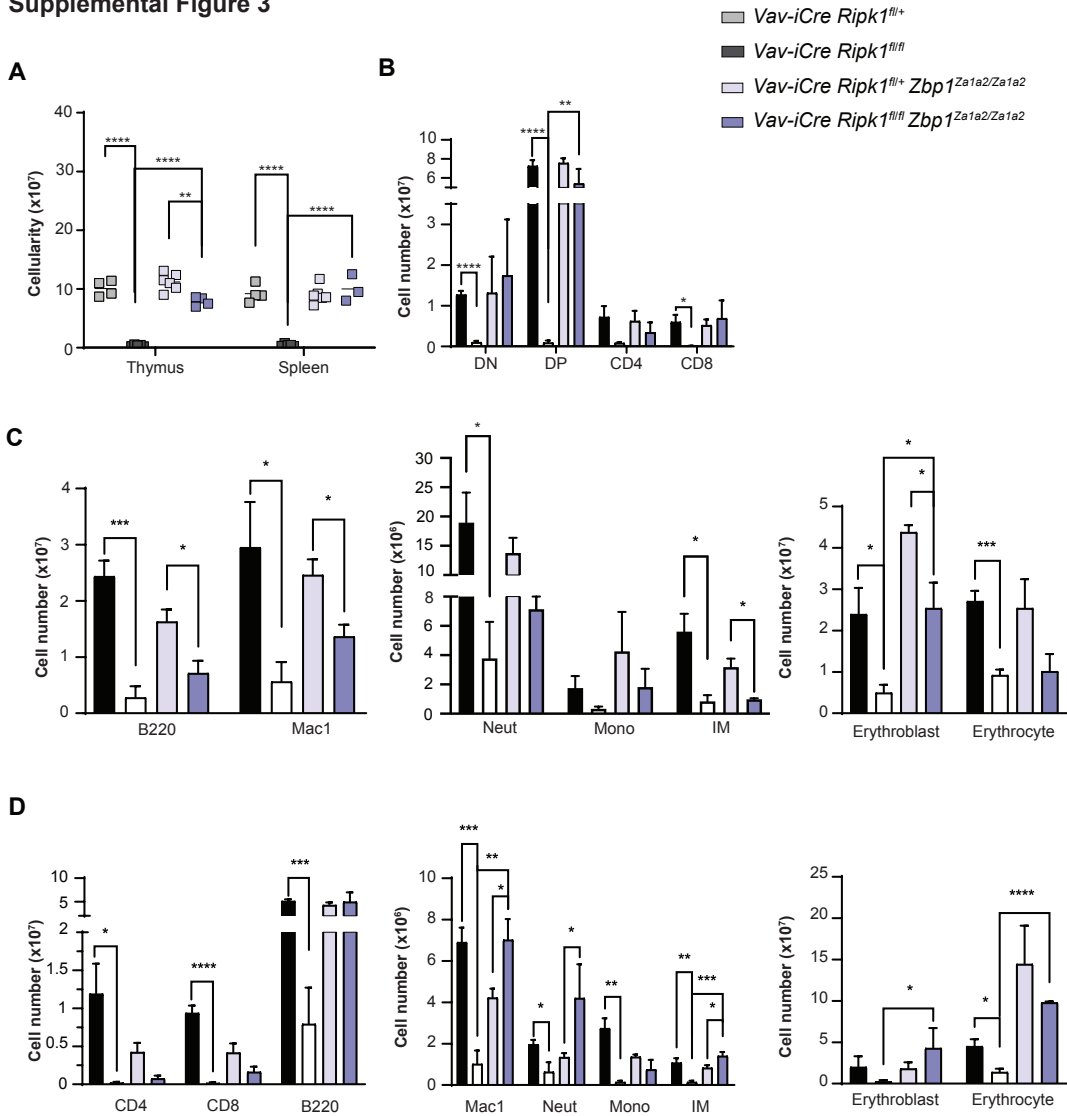 Supplemental Figure 3
Vav-iCre Ripk1fl/+
Vav-iCre Ripk1fl/fl
Vav-iCre Ripk1fl/+ Zbp1Za1a2/Za1a2
Vav-iCre Ripk1fl/fl Zbp1Za1a2/Za1a2
A
Cellularity (x10⁷)
40
30
20
10
0
**** **** ** **** ****
Thymus Spleen
B
Cell number (x10⁷)
10
8
6
3
2
1
0
**** **** ** *
DN DP CD4 CD8
C
Cell number (x10⁷)
4
3
2
1
0
*** * * *
B220 Mac1
Cell number (x10⁶)
30
25
20
15
10
8
6
4
2
0
* * *
Neut Mono IM
Cell number (x10⁷)
5
4
3
2
1
0
* * * ***
Erythroblast Erythrocyte
D
Cell number (x10⁷)
10
5
2
1.5
1
0.5
0
* **** ***
CD4 CD8 B220
Cell number (x10⁶)
10
8
6
4
2
0
*** ** * * * ** ** *** *
Mac1 Neut Mono IM
Cell number (x10⁷)
25
20
15
10
5
0
* * ****
Erythroblast Erythrocyte